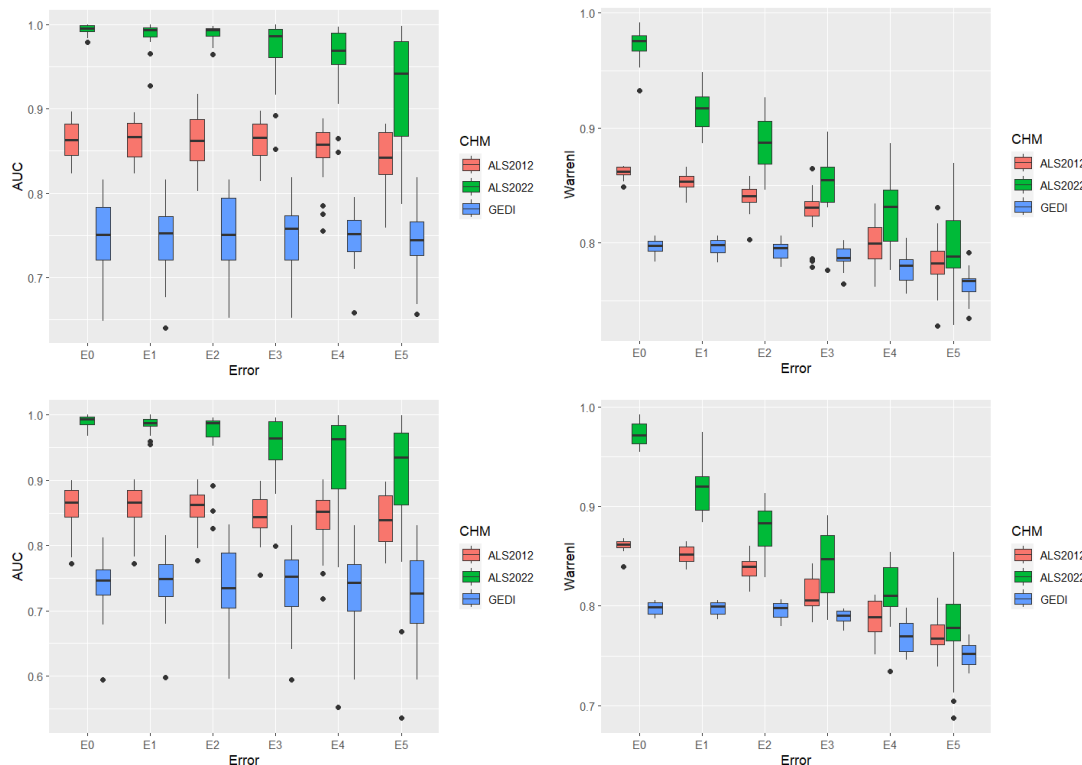 1.0
0.9
0.8
0.7
AUC
E0 E1 E2 E3 E4 E5
Error
CHM
ALS2012
ALS2022
GEDI
1.0
0.9
0.8
WarrenI
E0 E1 E2 E3 E4 E5
Error
CHM
ALS2012
ALS2022
GEDI
1.0
0.9
0.8
0.7
0.6
AUC
E0 E1 E2 E3 E4 E5
Error
CHM
ALS2012
ALS2022
GEDI
1.0
0.9
0.8
0.7
WarrenI
E0 E1 E2 E3 E4 E5
Error
CHM
ALS2012
ALS2022
GEDI